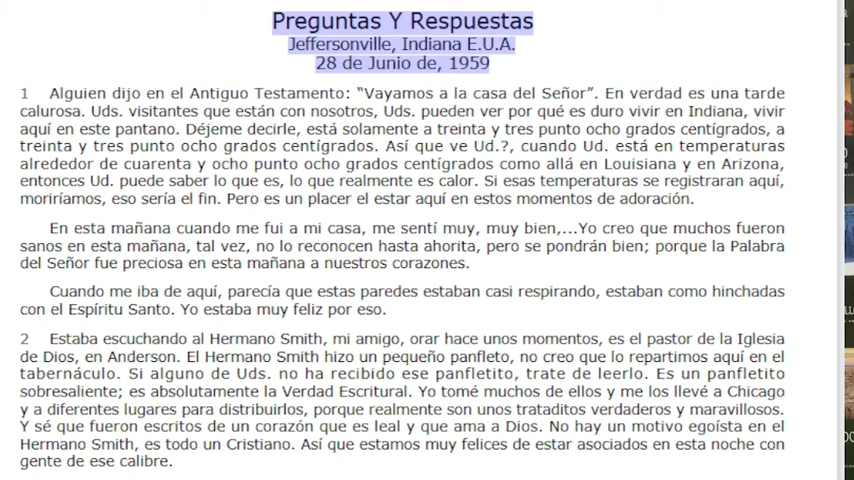 Preguntas Y Respuestas
Jeffersonville, Indiana E.U.A.
28 de Junio de, 1959
1 Alguien dijo en el Antiguo Testamento: “Vayamos a la casa del Señor”. En verdad es una tarde
calurosa. Uds. visitantes que están con nosotros, Uds. pueden ver por qué es duro vivir en Indiana, vivir
aquí en este pantano. Déjeme decirle, está solamente a treinta y tres punto ocho grados centígrados, a
treinta y tres punto ocho grados centígrados. Así que ve Ud.?, cuando Ud. está en temperaturas
alrededor de cuarenta y ocho punto ocho grados centígrados como allá en Louisiana y en Arizona,
entonces Ud. puede saber lo que es, lo que realmente es calor. Si esas temperaturas se registraran aquí,
moriríamos, eso sería el fin. Pero es un placer el estar aquí en estos momentos de adoración.
En esta mañana cuando me fui a mi casa, me sentí muy, muy bien,...Yo creo que muchos fueron
sanos en esta mañana, tal vez, no lo reconocen hasta ahorita, pero se pondrán bien; porque la Palabra
del Señor fue preciosa en esta mañana a nuestros corazones.
Cuando me iba de aquí, parecía que estas paredes estaban casi respirando, estaban como hinchadas
con el Espíritu Santo. Yo estaba muy feliz por eso.
2 Estaba escuchando al Hermano Smith, mi amigo, orar hace unos momentos, es el pastor de la Iglesia
de Dios, en Anderson. El Hermano Smith hizo un pequeño panfleto, no creo que lo repartimos aquí en el
tabernáculo. Si alguno de Uds. no ha recibido ese panfletito, trate de leerlo. Es un panfletito
sobresaliente; es absolutamente la Verdad Escritural. Yo tomé muchos de ellos y me los llevé a Chicago
y a diferentes lugares para distribuirlos, porque realmente son unos trataditos verdaderos y maravillosos.
Y sé que fueron escritos de un corazón que es leal y que ama a Dios. No hay un motivo egoísta en el
Hermano Smith, es todo un Cristiano. Así que estamos muy felices de estar asociados en esta noche con
gente de ese calibre.